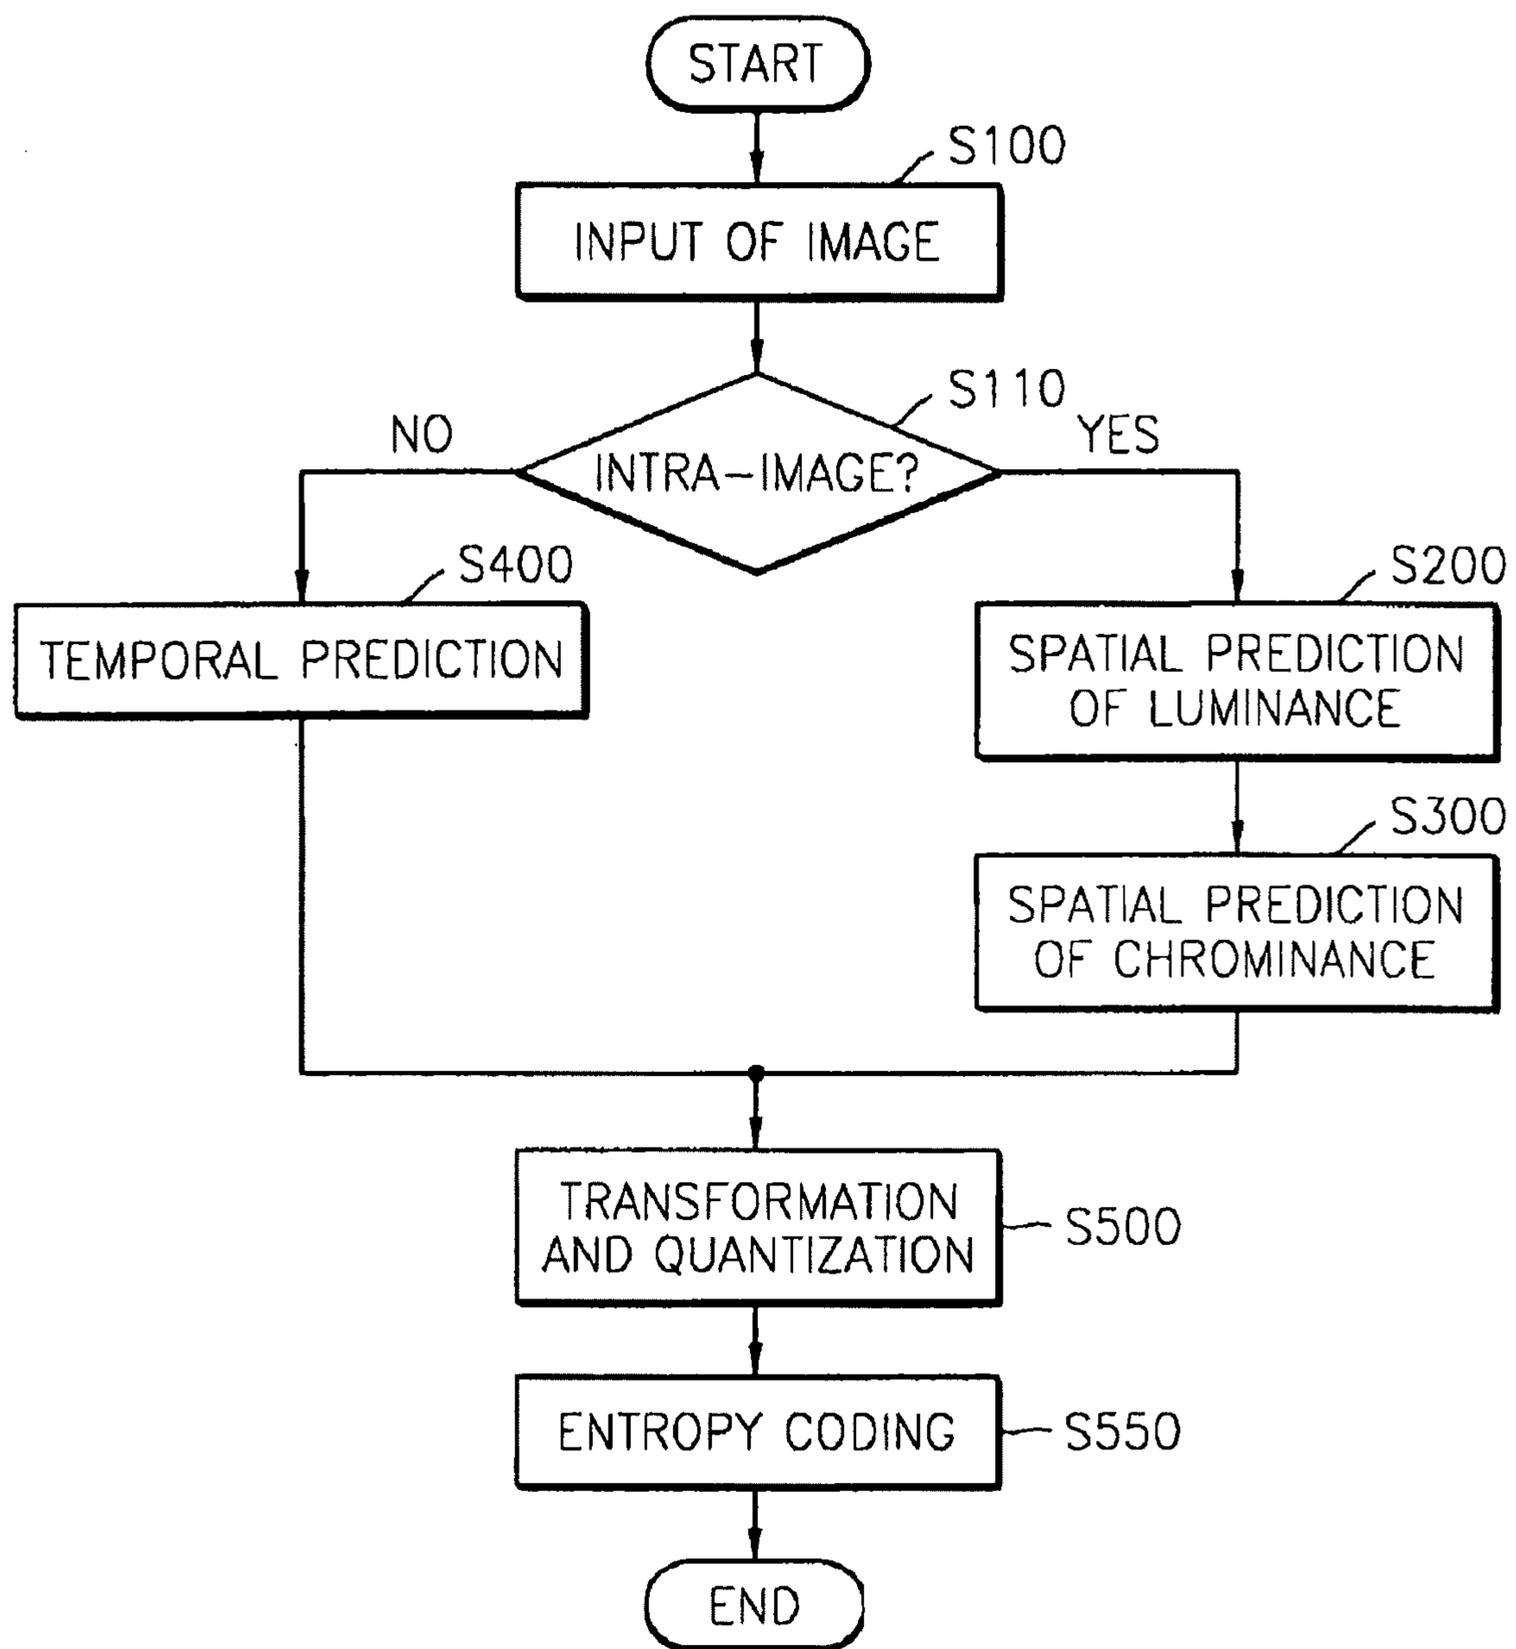 START
S100
INPUT OF IMAGE
S110
NO
YES
INTRA-IMAGE?
S400
S200
TEMPORAL PREDICTION
SPATIAL PREDICTION
OF LUMINANCE
S300
SPATIAL PREDICTION
OF CHROMINANCE
TRANSFORMATION
AND QUANTIZATION
S500
ENTROPY CODING
S550
END